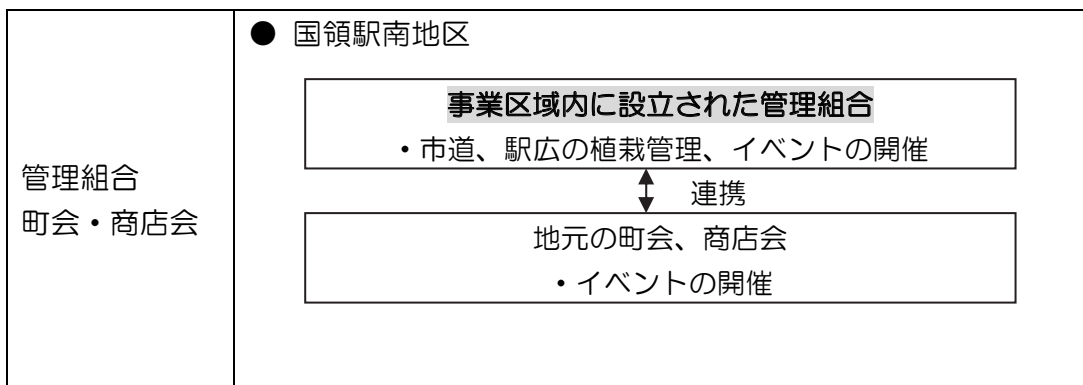 ● 国領駅南地区
事業区域内に設立された管理組合
・市道、駅広の植栽管理、イベントの開催
連携
地元の町会、商店会
・イベントの開催
管理組合
町会・商店会